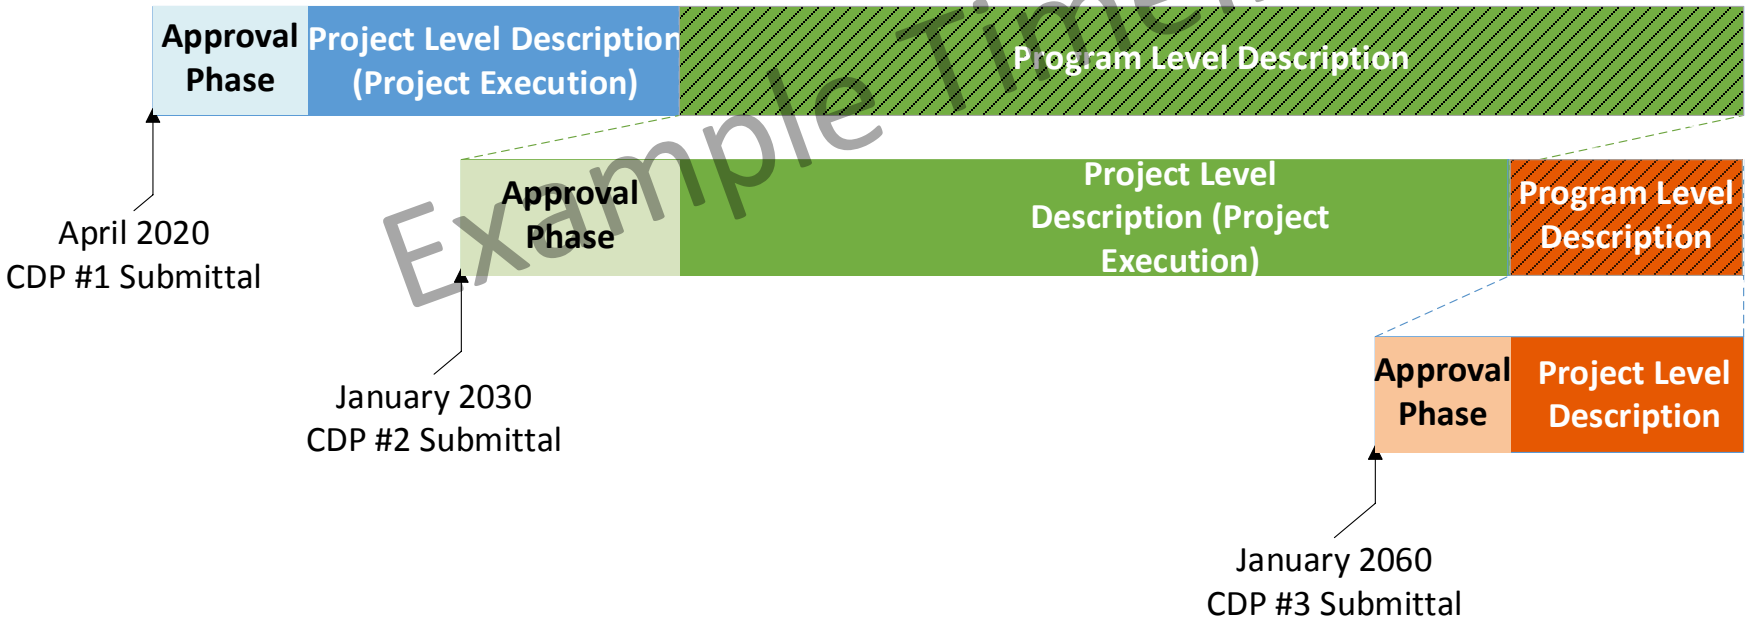 Approval
Phase
Project Level Description
(Project Execution)
Program Level Description
April 2020
CDP #1 Submittal
Approval
Phase
Project Level
Description (Project
Execution)
Program Level
Description
January 2030
CDP #2 Submittal
Approval
Phase
Project Level
Description
January 2060
CDP #3 Submittal
Example